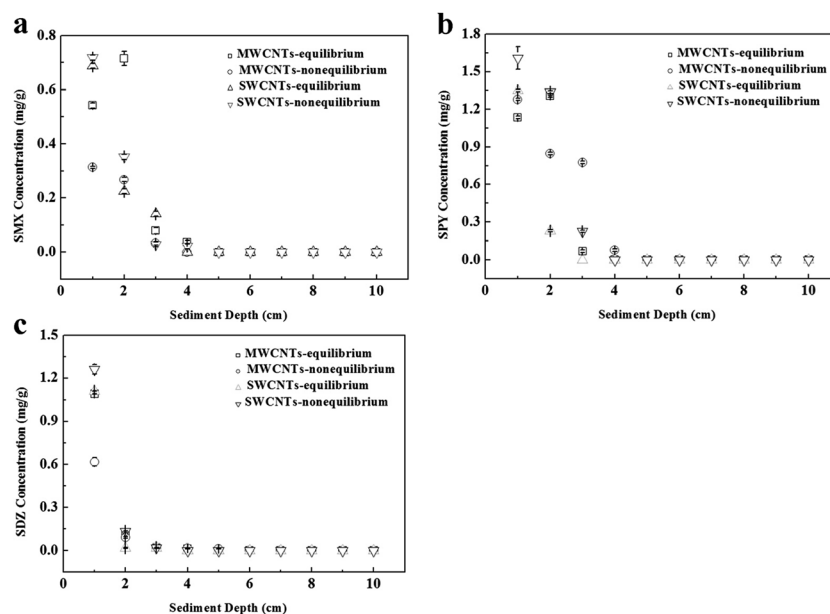 a
0.8
0.6
0.4
0.2
0.0
SMX Concentration (mg/g)
MWCNTs-equilibrium
MWCNTs-nonequilibrium
SWCNTs-equilibrium
SWCNTs-nonequilibrium
0 2 4 6 8 10
Sediment Depth (cm)
b
1.8
1.5
1.2
0.9
0.6
0.3
0.0
SPY Concentration (mg/g)
MWCNTs-equilibrium
MWCNTs-nonequilibrium
SWCNTs-equilibrium
SWCNTs-nonequilibrium
0 2 4 6 8 10
Sediment Depth (cm)
c
1.5
1.2
0.9
0.6
0.3
0.0
SDZ Concentration (mg/g)
MWCNTs-equilibrium
MWCNTs-nonequilibrium
SWCNTs-equilibrium
SWCNTs-nonequilibrium
0 2 4 6 8 10
Sediment Depth (cm)